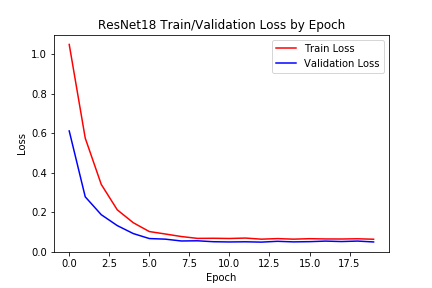 ResNet18 Train/Validation Loss by Epoch
Train Loss
Validation Loss
Loss
1.0
0.8
0.6
0.4
0.2
0.0
0.0 2.5 5.0 7.5 10.0 12.5 15.0 17.5
Epoch